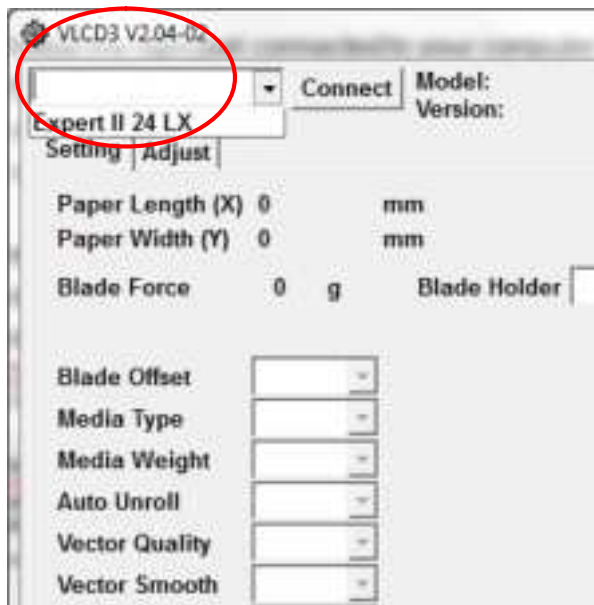 VLCD3 V2.04-02
Connect
Model:
Version:
Expert II 24 LX
Setting Adjust
Paper Length (X) 0 mm
Paper Width (Y) 0 mm
Blade Force 0 g Blade Holder
Blade Offset
Media Type
Media Weight
Auto Unroll
Vector Quality
Vector Smooth